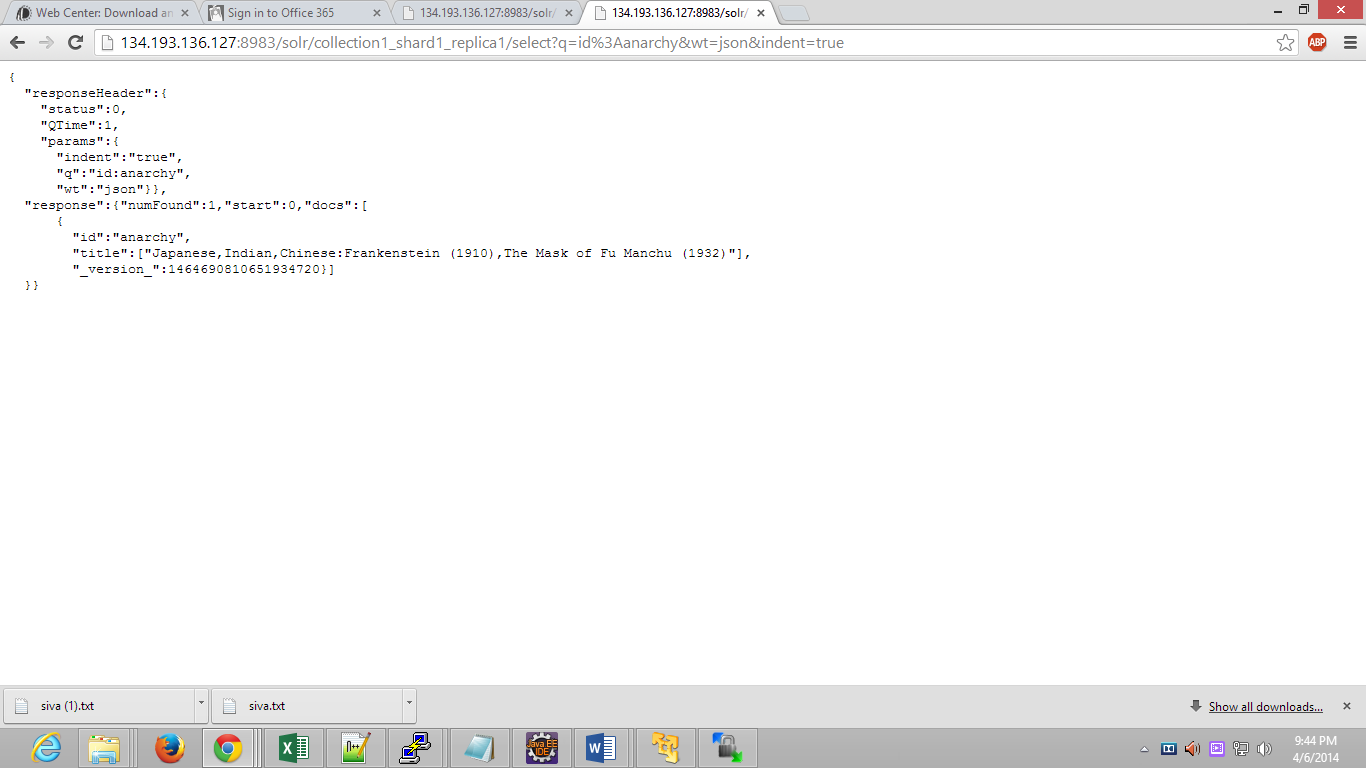 Web Center: Download an
Sign in to Office 365
134.193.136.127:8983/solr/
134.193.136.127:8983/solr/
134.193.136.127:8983/solr/collection1_shard1_replica1/select?q=id%3Aanarchy&wt=json&indent=true
ABP
{
"responseHeader":{
"status":0,
"QTime":1,
"params":{
"indent":"true",
"q":"id:anarchy",
"wt":"json"}},
"response":{"numFound":1,"start":0,"docs":[
{
"id":"anarchy",
"title":["Japanese,Indian,Chinese:Frankenstein (1910),The Mask of Fu Manchu (1932)"],
"_version_":1464690810651934720}]
}}
siva (1).txt
siva.txt
Show all downloads...
Java EE
IDE
9:44 PM
4/6/2014